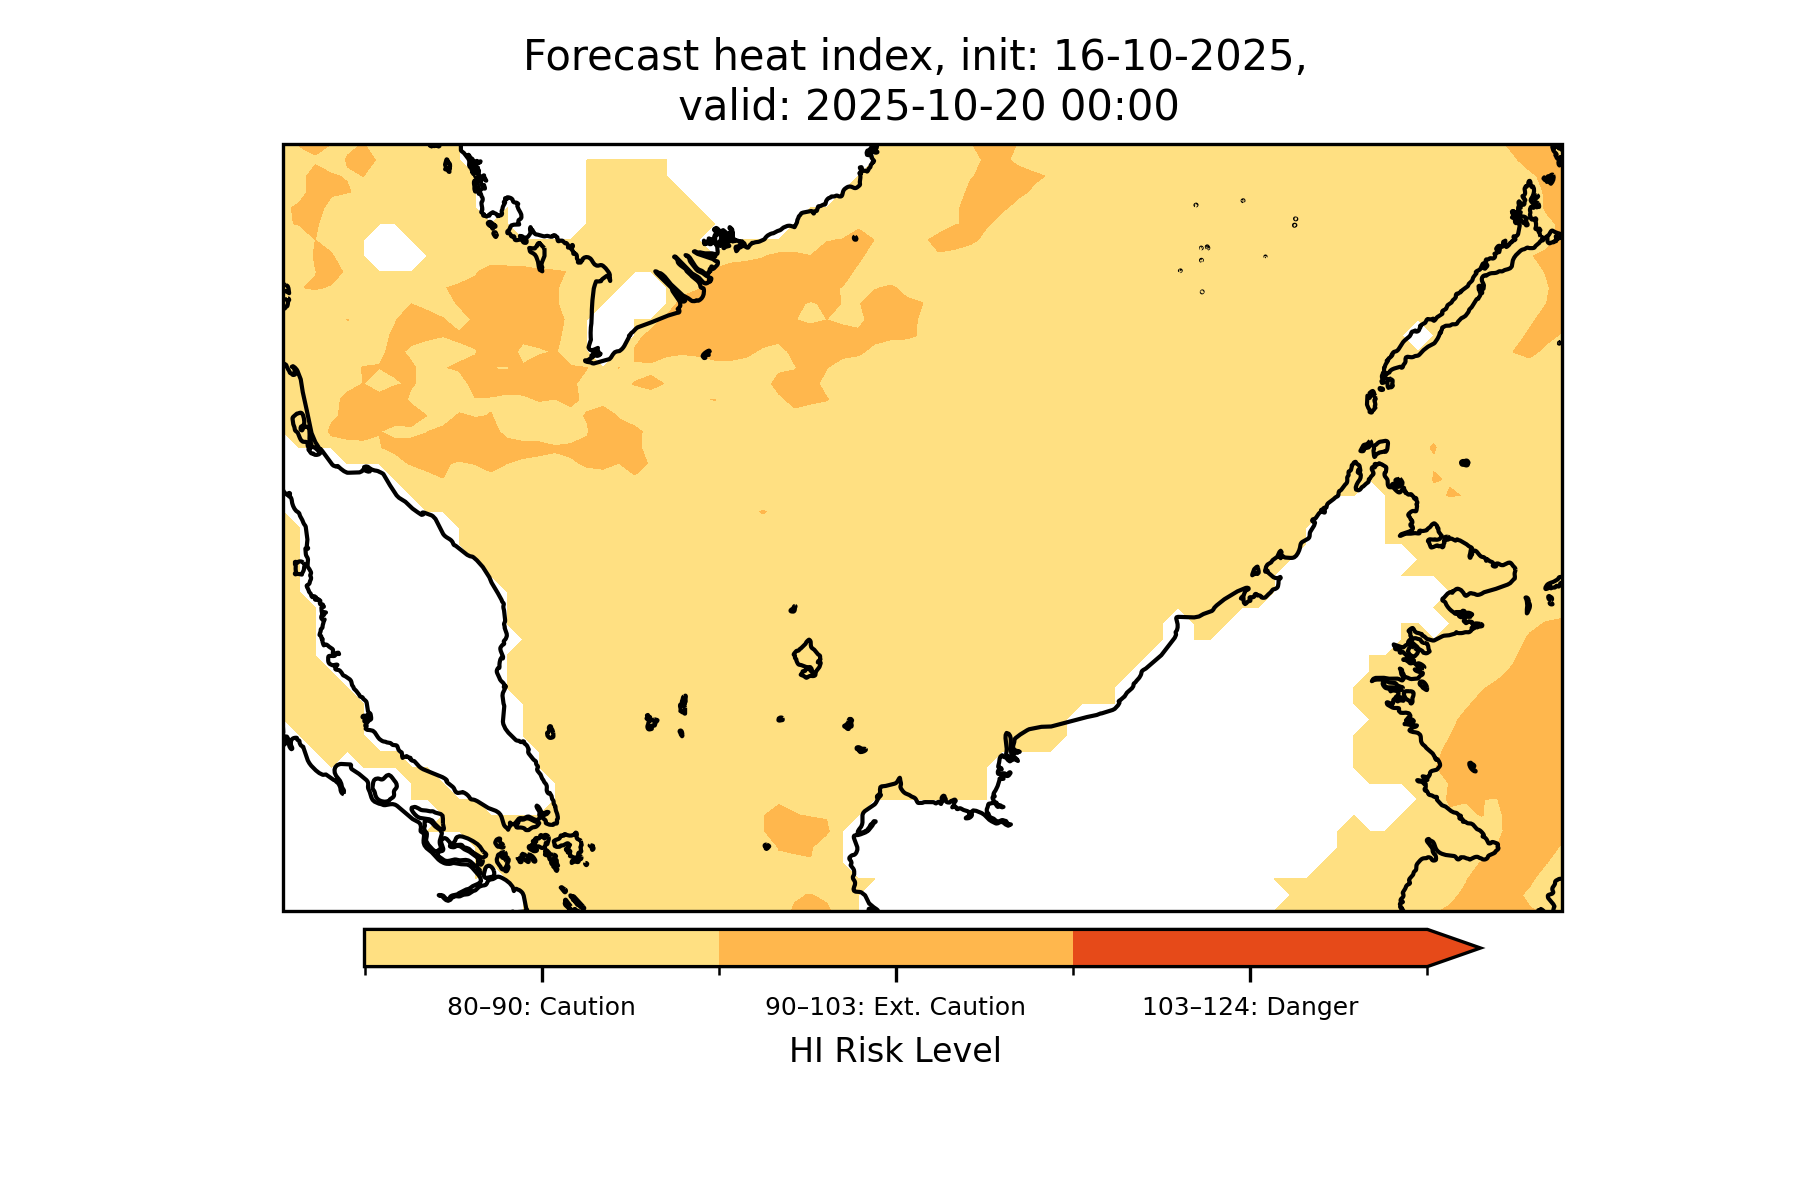 Forecast heat index, init: 16-10-2025,
valid: 2025-10-20 00:00
80–90: Caution
90–103: Ext. Caution
103–124: Danger
HI Risk Level